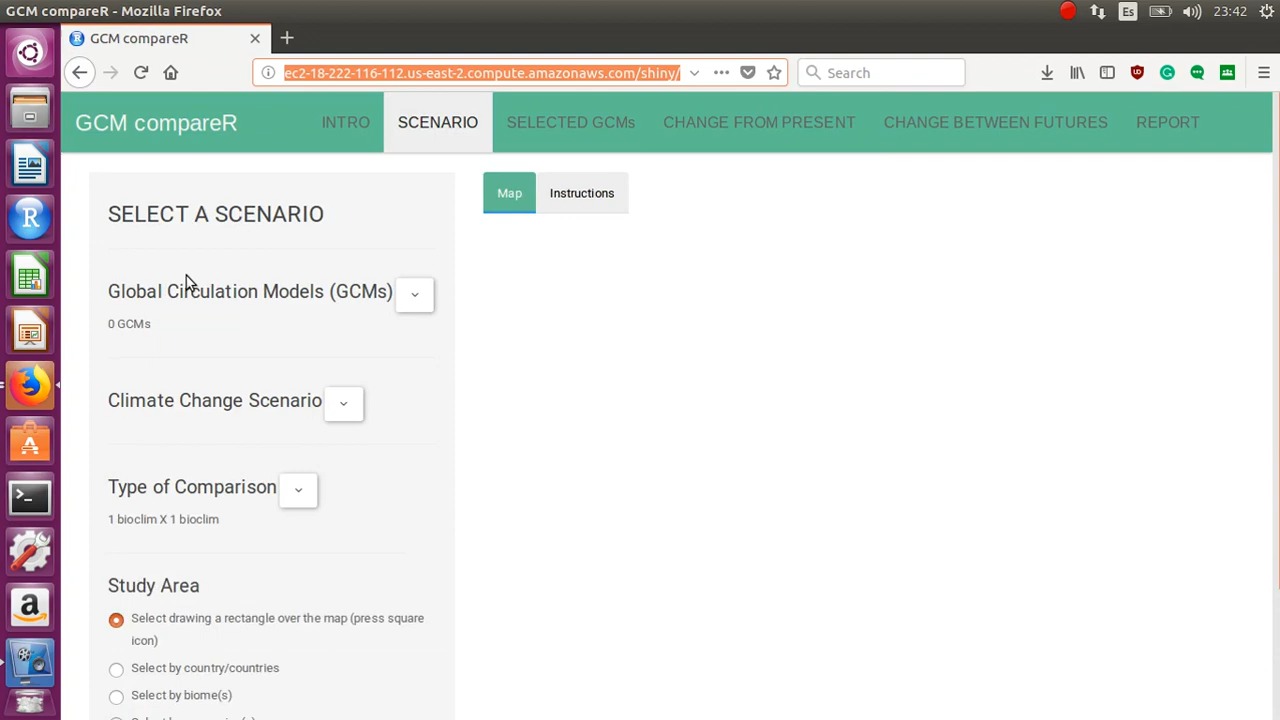 GCM compareR - Mozilla Firefox
Es
23:42
GCM compareR
ec2-18-222-116-112.us-east-2.compute.amazonaws.com/shiny/
Search
GCM compareR
INTRO
SCENARIO
SELECTED GCMs
CHANGE FROM PRESENT
CHANGE BETWEEN FUTURES
REPORT
SELECT A SCENARIO
Map
Instructions
Global Circulation Models (GCMs)
0 GCMs
Climate Change Scenario
Type of Comparison
1 bioclim X 1 bioclim
Study Area
Select drawing a rectangle over the map (press square
icon)
Select by country/countries
Select by biome(s)